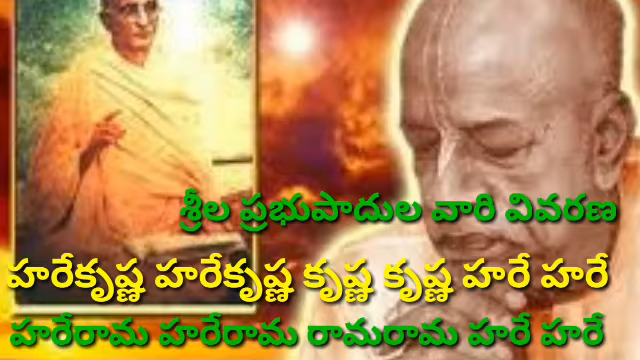 శ్రీల ప్రభుపాదుల వారి వివరణ
హరేకృష్ణ హరేకృష్ణ కృష్ణ కృష్ణ హరే హరే
హరేరామ హరేరామ రామరామ హరే హరే